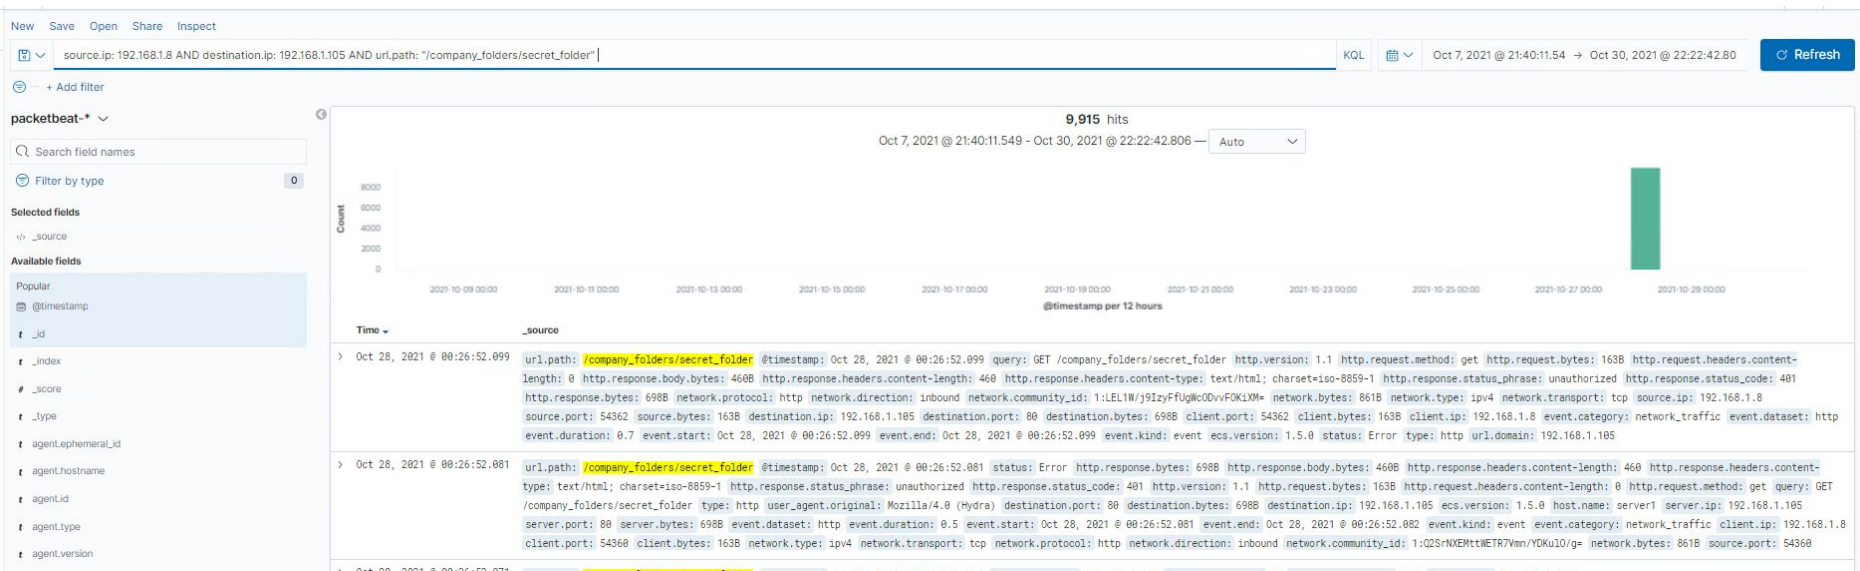 New Save Open Share Inspect
source.ip: 192.168.1.8 AND destination.ip: 192.168.1.105 AND url.path: "/company_folders/secret_folder" KQL Oct 7, 2021 @ 21:40:11.54 → Oct 30, 2021 @ 22:22:42.80 Refresh
+ Add filter
packetbeat-*
Search field names
Filter by type 0
Selected fields
_source
Available fields
Popular
@timestamp
t _id
t _index
# _score
t _type
t agent.ephemeral_id
t agent.hostname
t agent.id
t agent.type
t agent.version
9,915 hits
Oct 7, 2021 @ 21:40:11.549 - Oct 30, 2021 @ 22:22:42.806 — Auto
Count
8000
6000
4000
2000
0
2021-10-09 00:00 2021-10-11 00:00 2021-10-13 00:00 2021-10-15 00:00 2021-10-17 00:00 2021-10-19 00:00 2021-10-21 00:00 2021-10-23 00:00 2021-10-25 00:00 2021-10-27 00:00 2021-10-29 00:00
@timestamp per 12 hours
Time _source
Oct 28, 2021 @ 00:26:52.099 url.path: /company_folders/secret_folder @timestamp: Oct 28, 2021 @ 00:26:52.099 query: GET /company_folders/secret_folder http.version: 1.1 http.request.method: get http.request.bytes: 163B http.request.headers.content-
length: 0 http.response.body.bytes: 460B http.response.headers.content-length: 460 http.response.headers.content-type: text/html; charset=iso-8859-1 http.response.status_phrase: unauthorized http.response.status_code: 401
http.response.bytes: 698B network.protocol: http network.direction: inbound network.community_id: 1:LEL1W/j9IzyFfUgWcODvvFOKiXM= network.bytes: 861B network.type: ipv4 network.transport: tcp source.ip: 192.168.1.8
source.port: 54362 source.bytes: 163B destination.ip: 192.168.1.105 destination.port: 80 destination.bytes: 698B client.port: 54362 client.bytes: 163B client.ip: 192.168.1.8 event.category: network_traffic event.dataset: http
event.duration: 0.7 event.start: Oct 28, 2021 @ 00:26:52.099 event.end: Oct 28, 2021 @ 00:26:52.099 event.kind: event ecs.version: 1.5.0 status: Error type: http url.domain: 192.168.1.105
Oct 28, 2021 @ 00:26:52.081 url.path: /company_folders/secret_folder @timestamp: Oct 28, 2021 @ 00:26:52.081 status: Error http.response.bytes: 698B http.response.body.bytes: 460B http.response.headers.content-length: 460 http.response.headers.content-
type: text/html; charset=iso-8859-1 http.response.status_phrase: unauthorized http.response.status_code: 401 http.version: 1.1 http.request.bytes: 163B http.request.headers.content-length: 0 http.request.method: get query: GET
/company_folders/secret_folder type: http user_agent.original: Mozilla/4.0 (Hydra) destination.port: 80 destination.bytes: 698B destination.ip: 192.168.1.105 ecs.version: 1.5.0 host.name: server1 server.ip: 192.168.1.105
server.port: 80 server.bytes: 698B event.dataset: http event.duration: 0.5 event.start: Oct 28, 2021 @ 00:26:52.081 event.end: Oct 28, 2021 @ 00:26:52.082 event.kind: event event.category: network_traffic client.ip: 192.168.1.8
client.port: 54360 client.bytes: 163B network.type: ipv4 network.transport: tcp network.protocol: http network.direction: inbound network.community_id: 1:Q2SrNXEMttWETR7Vmn/YDKulO/g= network.bytes: 861B source.port: 54360